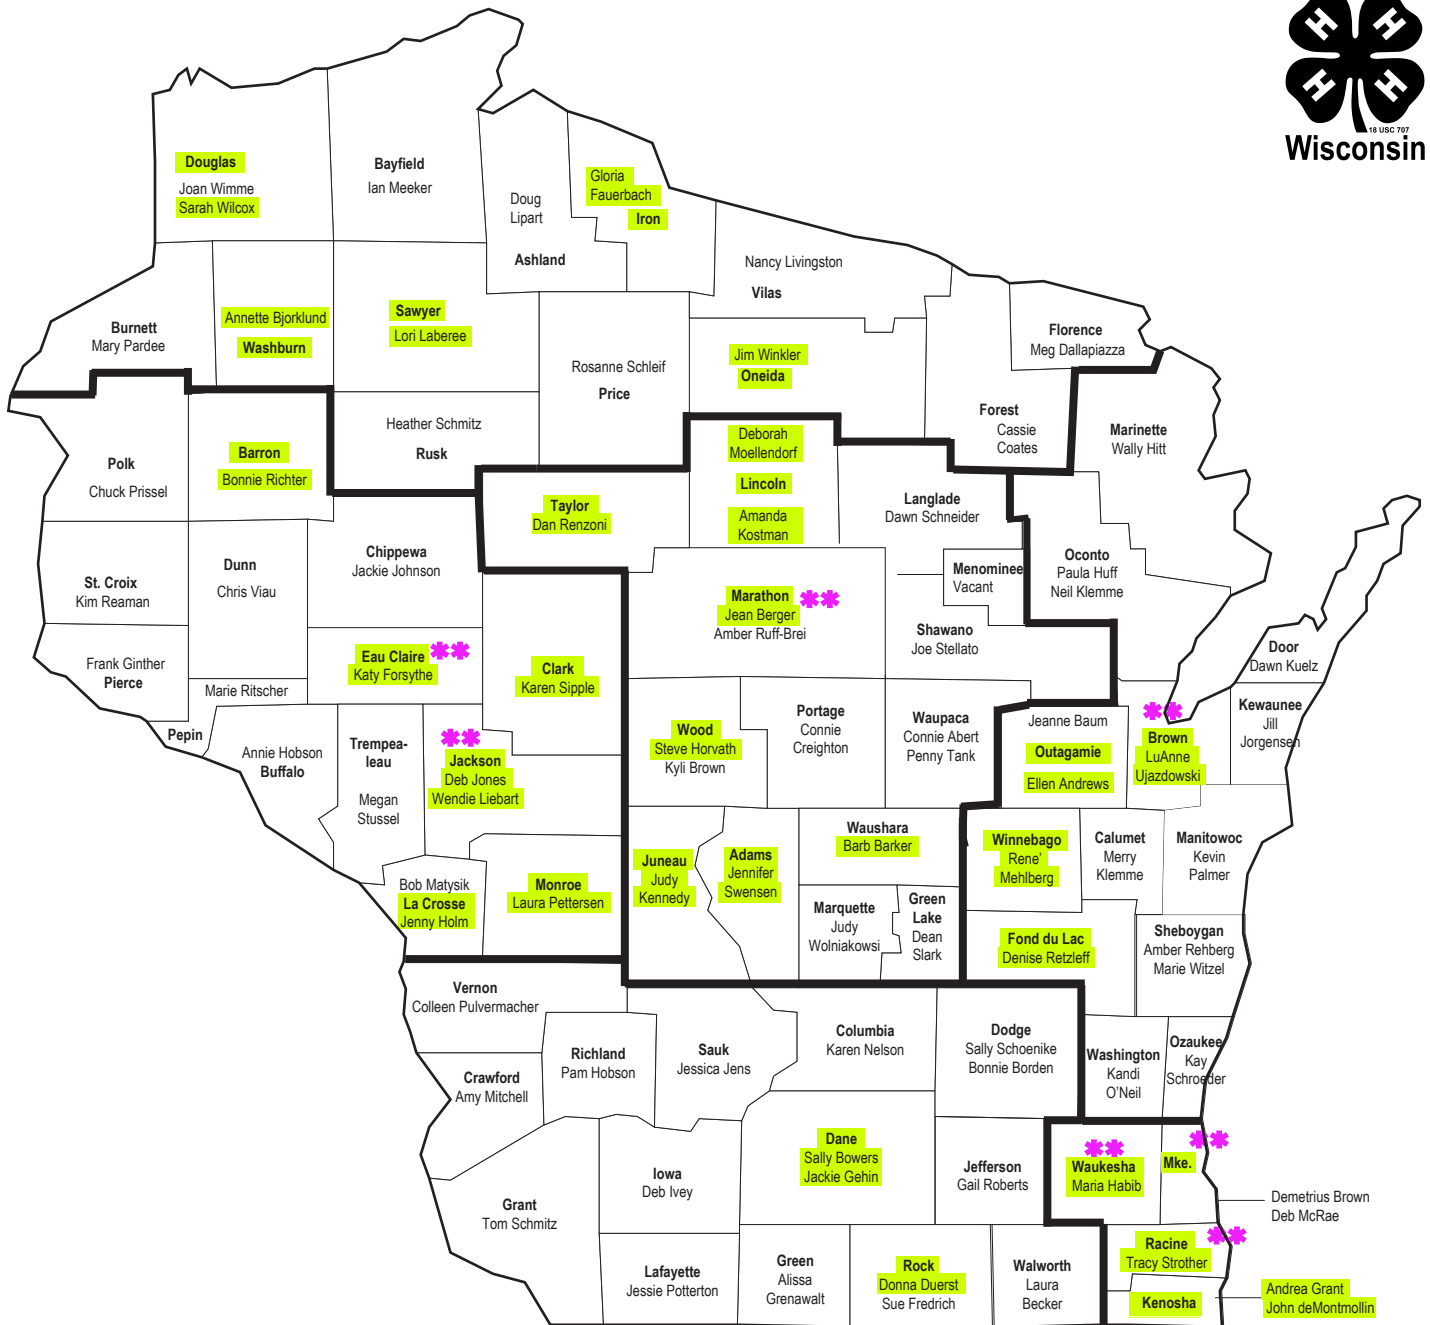 H H
H H
18 USC 707
Wisconsin
Douglas
Joan Wimme
Sarah Wilcox
Bayfield
Ian Meeker
Doug
Lipart
Ashland
Gloria
Fauerbach
Iron
Nancy Livingston
Vilas
Burnett
Mary Pardee
Annette Bjorklund
Washburn
Sawyer
Lori Laberee
Rosanne Schleif
Price
Jim Winkler
Oneida
Florence
Meg Dallapiazza
Forest
Cassie
Coates
Marinette
Wally Hitt
Polk
Chuck Prissel
Barron
Bonnie Richter
Heather Schmitz
Rusk
Taylor
Dan Renzoni
Deborah
Moellendorf
Lincoln
Amanda
Kostman
Langlade
Dawn Schneider
Oconto
Paula Huff
Neil Klemme
Menominee
Vacant
St. Croix
Kim Reaman
Dunn
Chris Viau
Chippewa
Jackie Johnson
Marathon **
Jean Berger
Amber Ruff-Brei
Shawano
Joe Stellato
Door
Dawn Kuelz
Frank Ginther
Pierce
Eau Claire **
Katy Forsythe
Clark
Karen Sipple
Marie Ritscher
Pepin
Annie Hobson
Buffalo
Trempea-
leau
Megan
Stussel
**
Jackson
Deb Jones
Wendie Liebart
Wood
Steve Horvath
Kyli Brown
Portage
Connie
Creighton
Waupaca
Connie Abert
Penny Tank
Jeanne Baum
Outagamie
Ellen Andrews
**
Brown
LuAnne
Ujazdowski
Kewaunee
Jill
Jorgensen
Bob Matysik
La Crosse
Jenny Holm
Monroe
Laura Pettersen
Juneau
Judy
Kennedy
Adams
Jennifer
Swensen
Waushara
Barb Barker
Marquette
Judy
Wolniakowsi
Green
Lake
Dean
Slark
Winnebago
Rene'
Mehlberg
Calumet
Merry
Klemme
Manitowoc
Kevin
Palmer
Fond du Lac
Denise Retzleff
Sheboygan
Amber Rehberg
Marie Witzel
Vernon
Colleen Pulvermacher
Richland
Pam Hobson
Sauk
Jessica Jens
Columbia
Karen Nelson
Dodge
Sally Schoenike
Bonnie Borden
Washington
Kandi
O'Neil
Ozaukee
Kay
Schroeder
Crawford
Amy Mitchell
Grant
Tom Schmitz
Iowa
Deb Ivey
Dane
Sally Bowers
Jackie Gehin
Jefferson
Gail Roberts
**
Waukesha
Maria Habib
**
Mke.
Demetrius Brown
Deb McRae
Lafayette
Jessie Potterton
Green
Alissa
Grenawalt
Rock
Donna Duerst
Sue Fredrich
Walworth
Laura
Becker
**
Racine
Tracy Strother
Kenosha
Andrea Grant
John deMontmollin